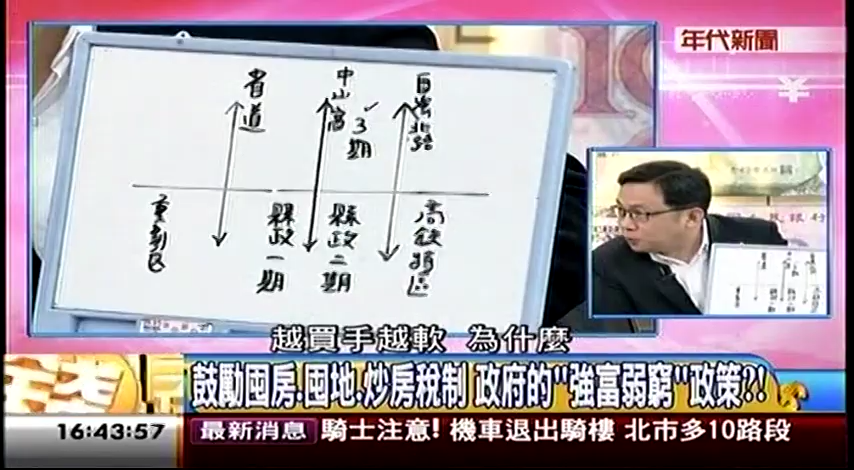 年代新聞
省道
中山高
✓3期
自強北路
重劃區
縣政一期
縣政二期
高鐵特區
越買手越軟 為什麼
鼓勵囤房.囤地.炒房稅制 政府的"強富弱窮"政策?!
16:43:57
最新消息
騎士注意! 機車退出騎樓 北市多10路段